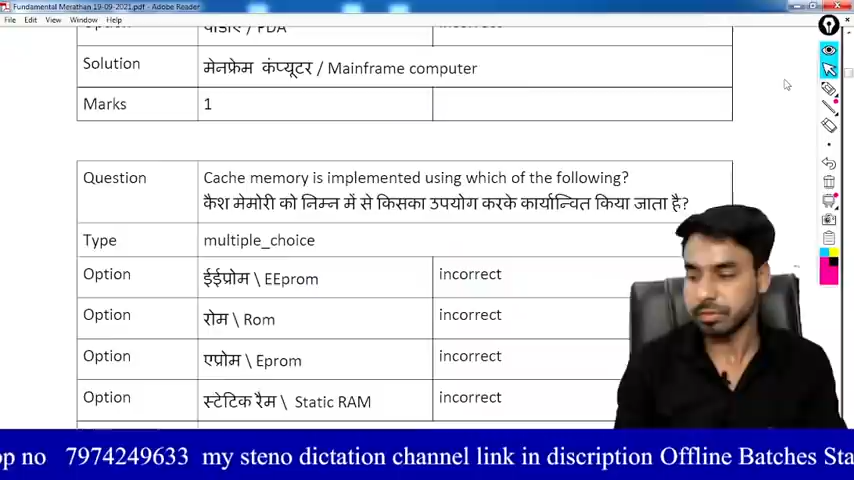 Fundamental Merathan 19-09-2021.pdf - Adobe Reader
File Edit View Window Help
Solution मेनफ्रेम कंप्यूटर / Mainframe computer
Marks 1
Question Cache memory is implemented using which of the following?
कैश मेमोरी को निम्न में से किसका उपयोग करके कार्यान्वित किया जाता है?
Type multiple_choice
Option ईईप्रोम \ EEprom incorrect
Option रोम \ Rom incorrect
Option एप्रोम \ Eprom incorrect
Option स्टेटिक रैम \ Static RAM incorrect
op no 7974249633 my steno dictation channel link in discription Offline Batches Sta